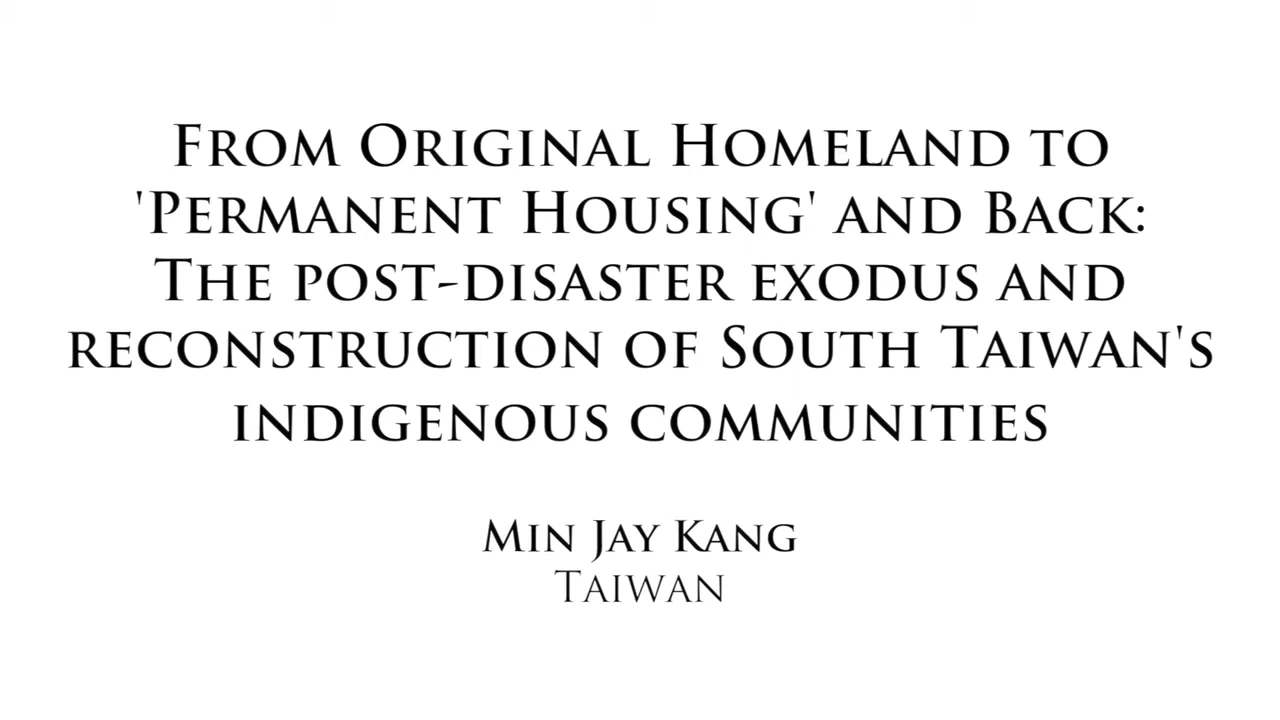 From Original Homeland to
'Permanent Housing' and Back:
The post-disaster exodus and
reconstruction of South Taiwan's
indigenous communities
Min Jay Kang
Taiwan